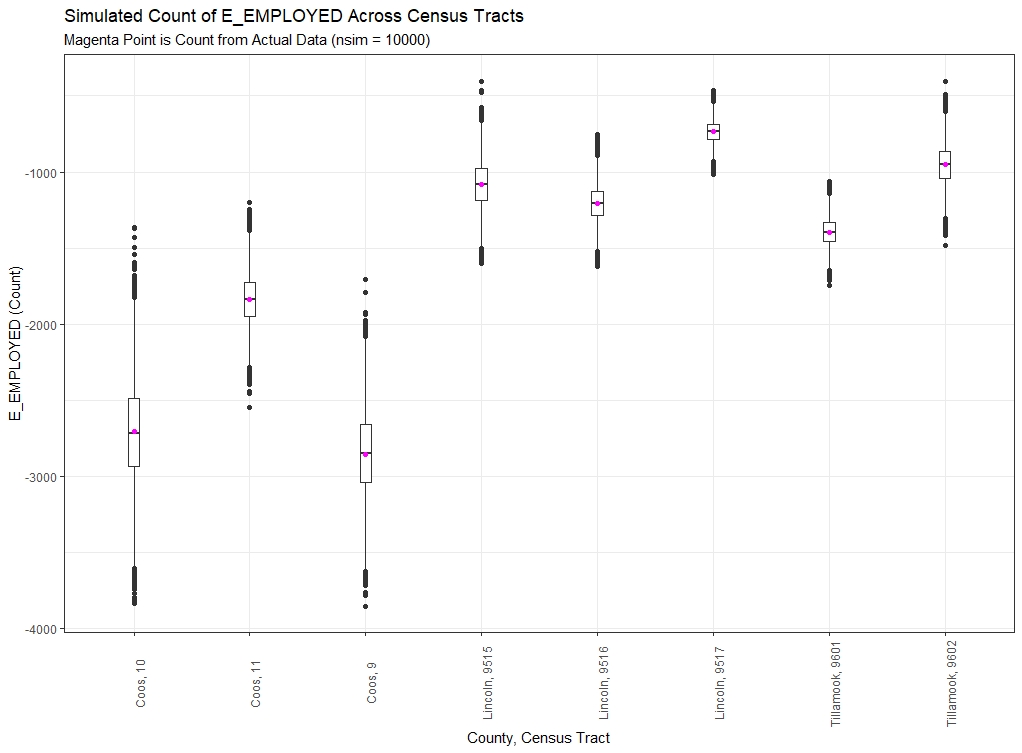 Simulated Count of E_EMPLOYED Across Census Tracts
Magenta Point is Count from Actual Data (nsim = 10000)
E_EMPLOYED (Count)
-1000
-2000
-3000
-4000
Coos, 10
Coos, 11
Coos, 9
Lincoln, 9515
Lincoln, 9516
Lincoln, 9517
Tillamook, 9601
Tillamook, 9602
County, Census Tract